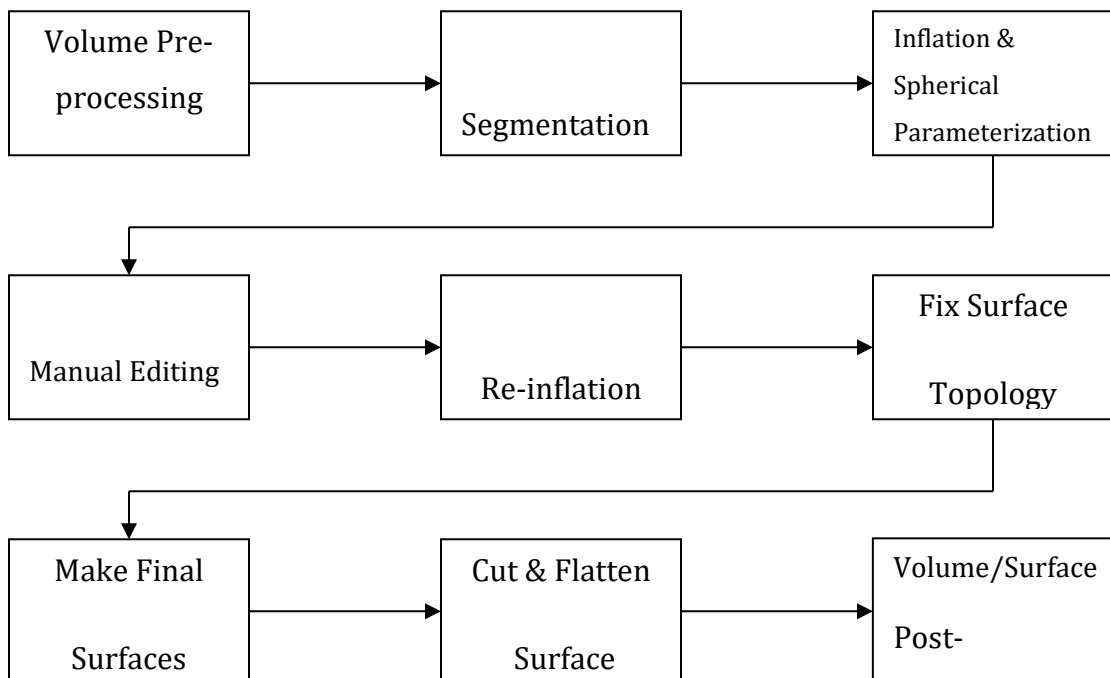 Volume Pre-
processing
Segmentation
Inflation &
Spherical
Parameterization
Manual Editing
Re-inflation
Fix Surface
Topology
Make Final
Surfaces
Cut & Flatten
Surface
Volume/Surface
Post-